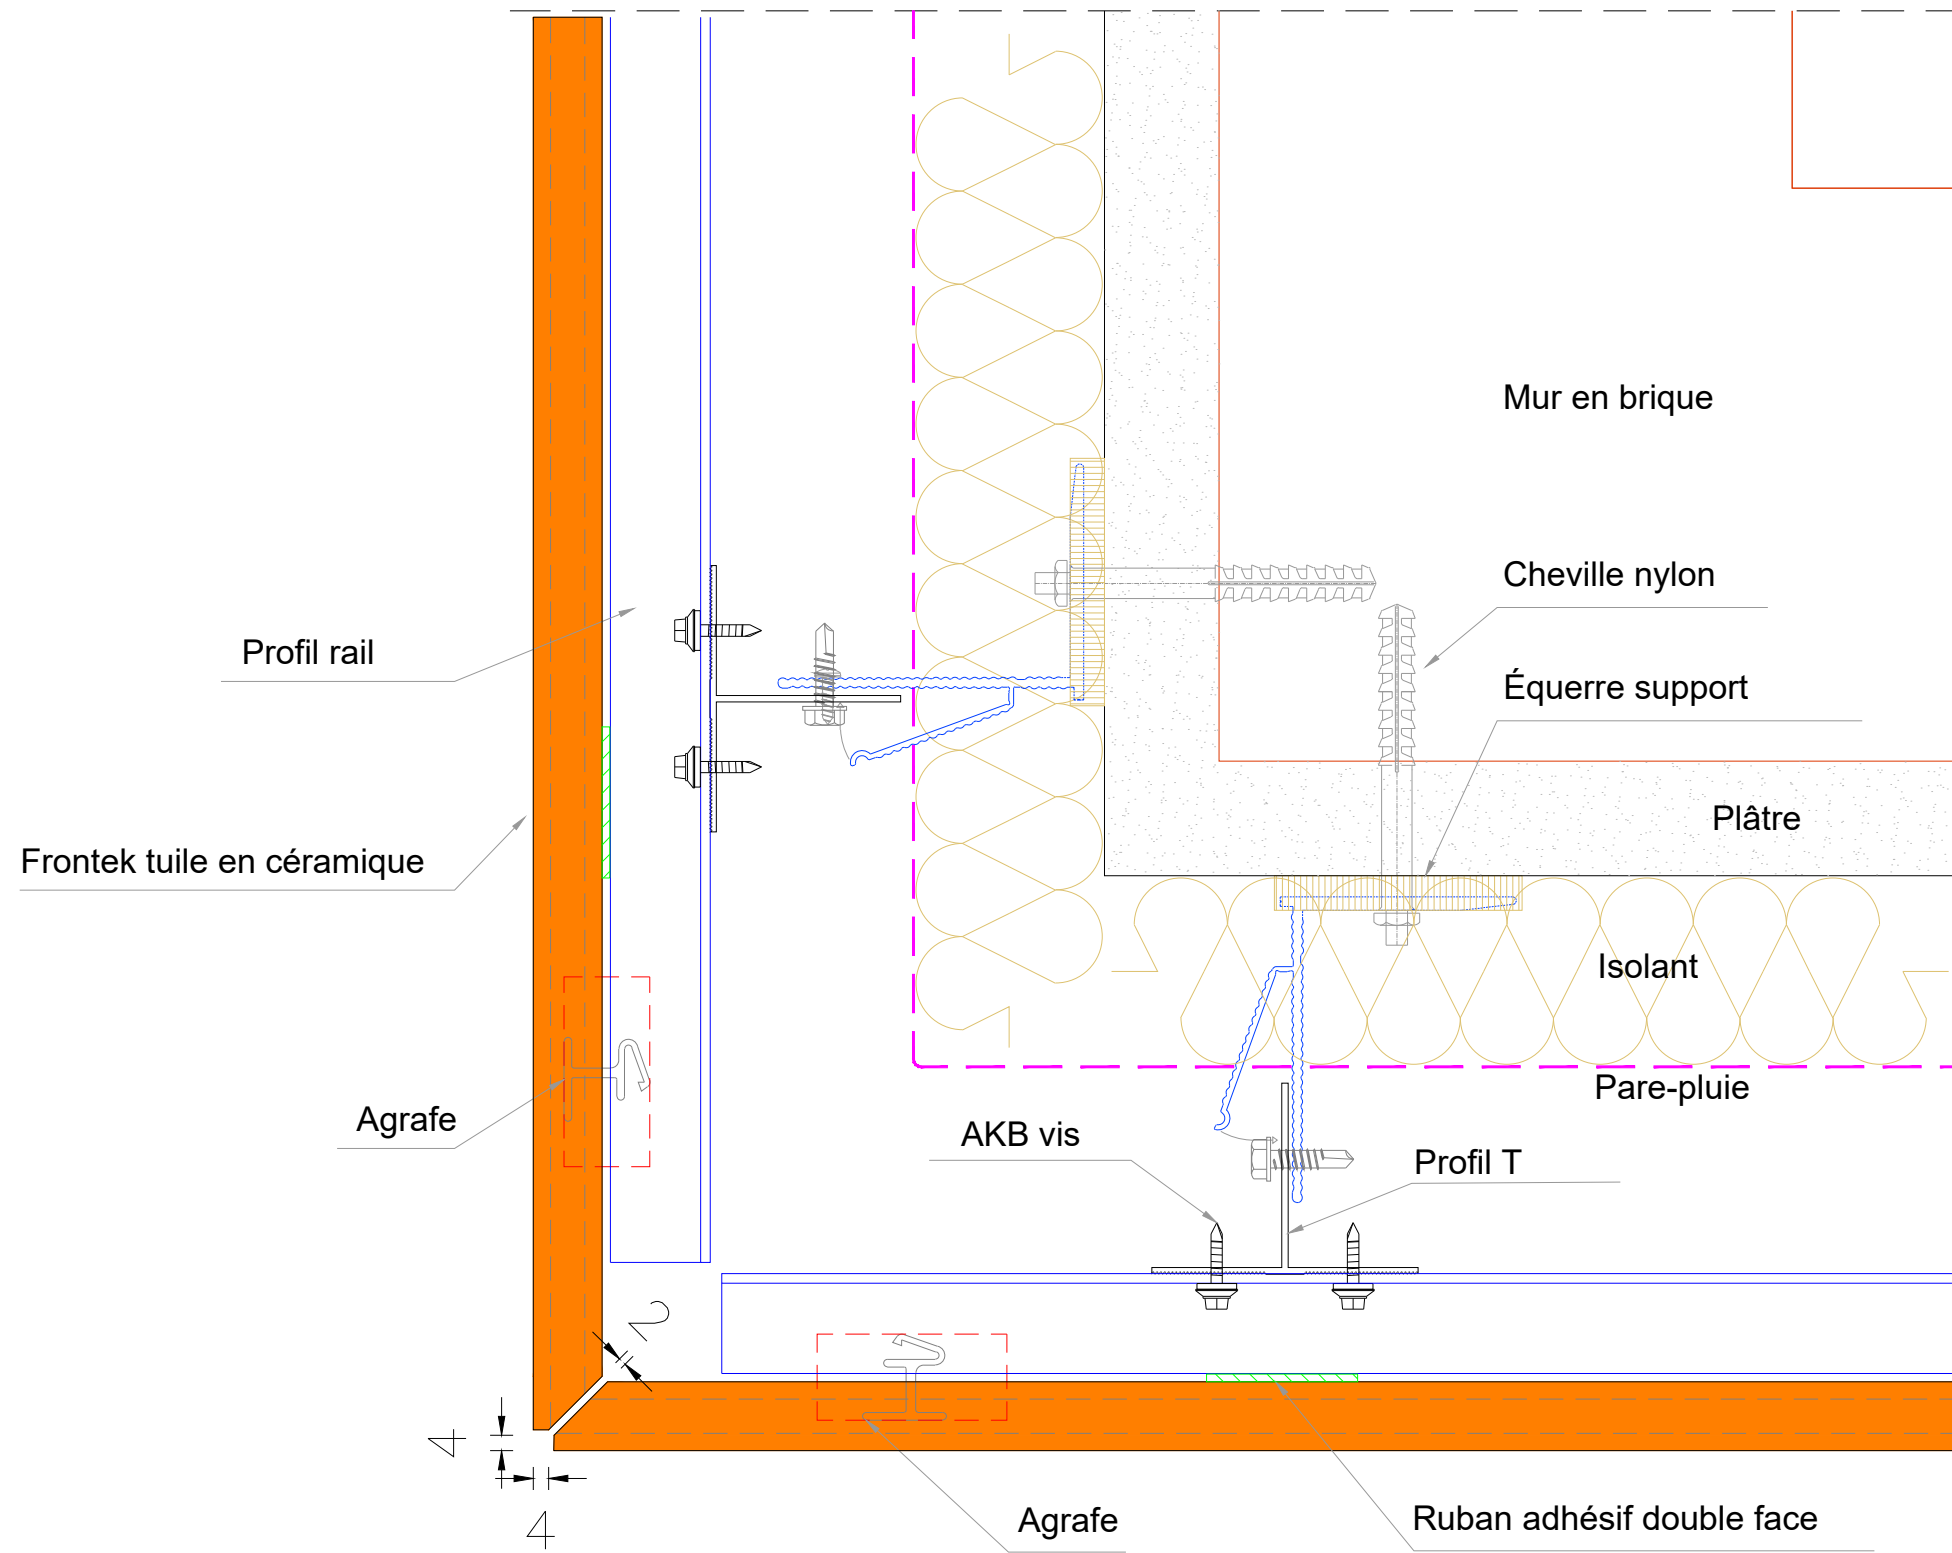 Mur en brique
Cheville nylon
Profil rail
Équerre support
Plâtre
Frontek tuile en céramique
Isolant
Pare-pluie
Agrafe
AKB vis
Profil T
2
4
4
Agrafe
Ruban adhésif double face